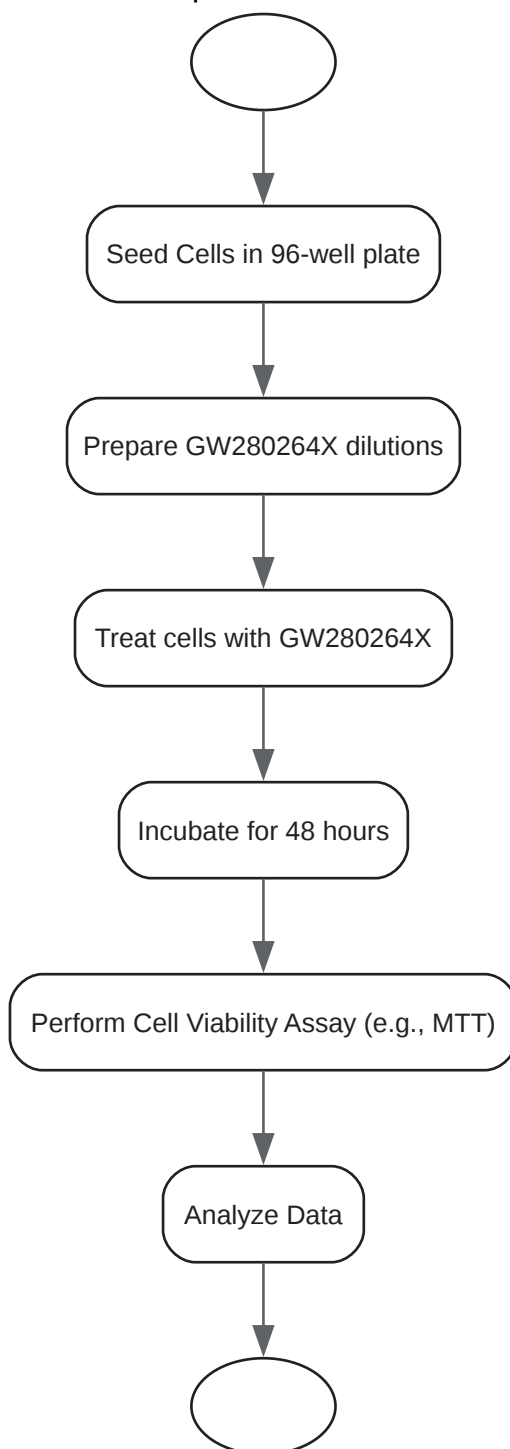 Seed Cells in 96-well plate
Prepare GW280264X dilutions
Treat cells with GW280264X
Incubate for 48 hours
Perform Cell Viability Assay (e.g., MTT)
Analyze Data